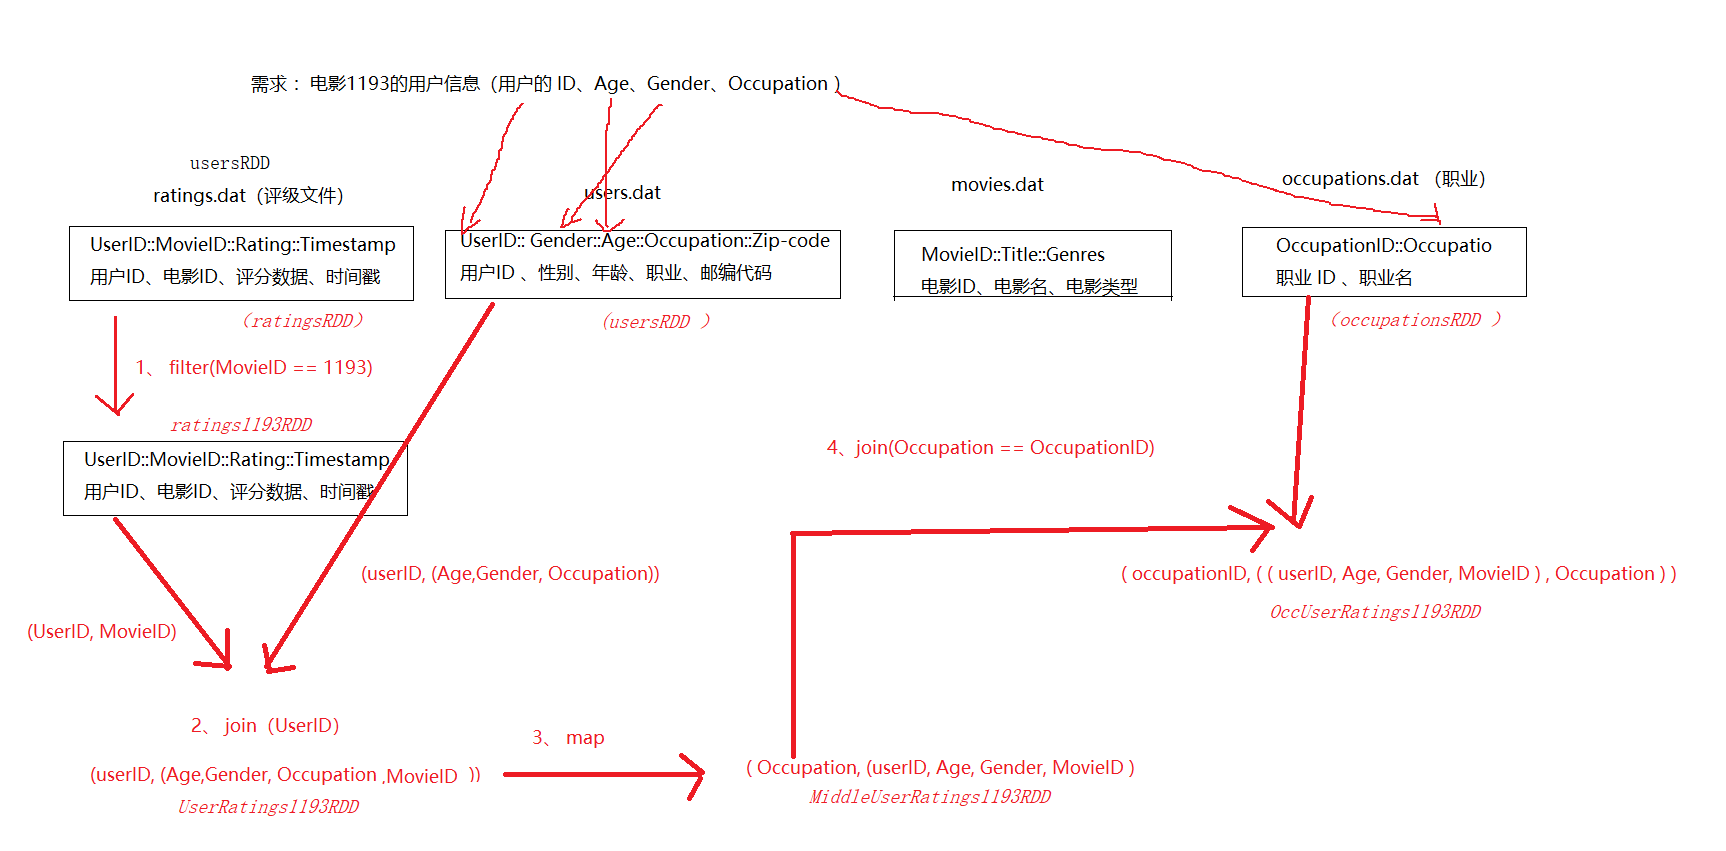 需求：电影1193的用户信息（用户的 ID、Age、Gender、Occupation ）
usersRDD
ratings.dat（评级文件）
users.dat
movies.dat
occupations.dat （职业）
UserID::MovieID::Rating::Timestamp
用户ID、电影ID、评分数据、时间戳
UserID:: Gender::Age::Occupation::Zip-code
用户ID 、性别、年龄、职业、邮编代码
MovieID::Title::Genres
电影ID、电影名、电影类型
OccupationID::Occupatio
职业 ID 、职业名
（ratingsRDD）
（usersRDD ）
（occupationsRDD ）
1、 filter(MovieID == 1193)
ratings1193RDD
UserID::MovieID::Rating::Timestamp
用户ID、电影ID、评分数据、时间戳
4、join(Occupation == OccupationID)
(userID, (Age,Gender, Occupation))
( occupationID, ( ( userID, Age, Gender, MovieID ) , Occupation ) )
OccUserRatings1193RDD
(UserID, MovieID)
2、 join（UserID）
3、 map
(userID, (Age,Gender, Occupation ,MovieID ))
UserRatings1193RDD
( Occupation, (userID, Age, Gender, MovieID )
MiddleUserRatings1193RDD